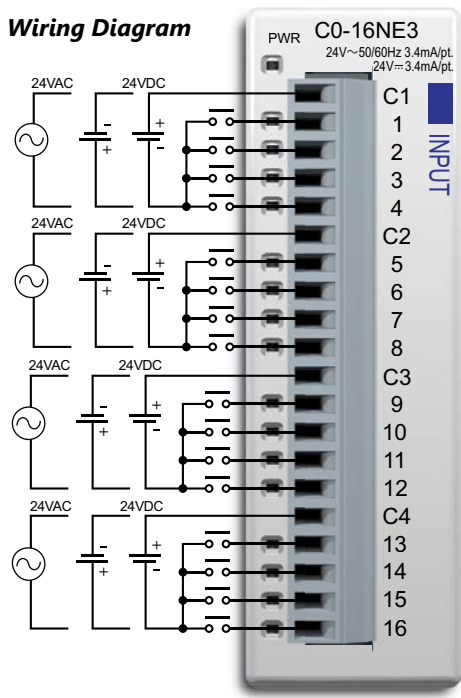 Wiring Diagram
PWR C0-16NE3
24V~50/60Hz 3.4mA/pt.
24V⎓3.4mA/pt.
INPUT
24VAC 24VDC C1
- + 1
2
+ - 3
4
24VAC 24VDC C2
- + 5
6
+ - 7
8
24VAC 24VDC C3
- + 9
10
+ - 11
12
24VAC 24VDC C4
- + 13
14
+ - 15
16